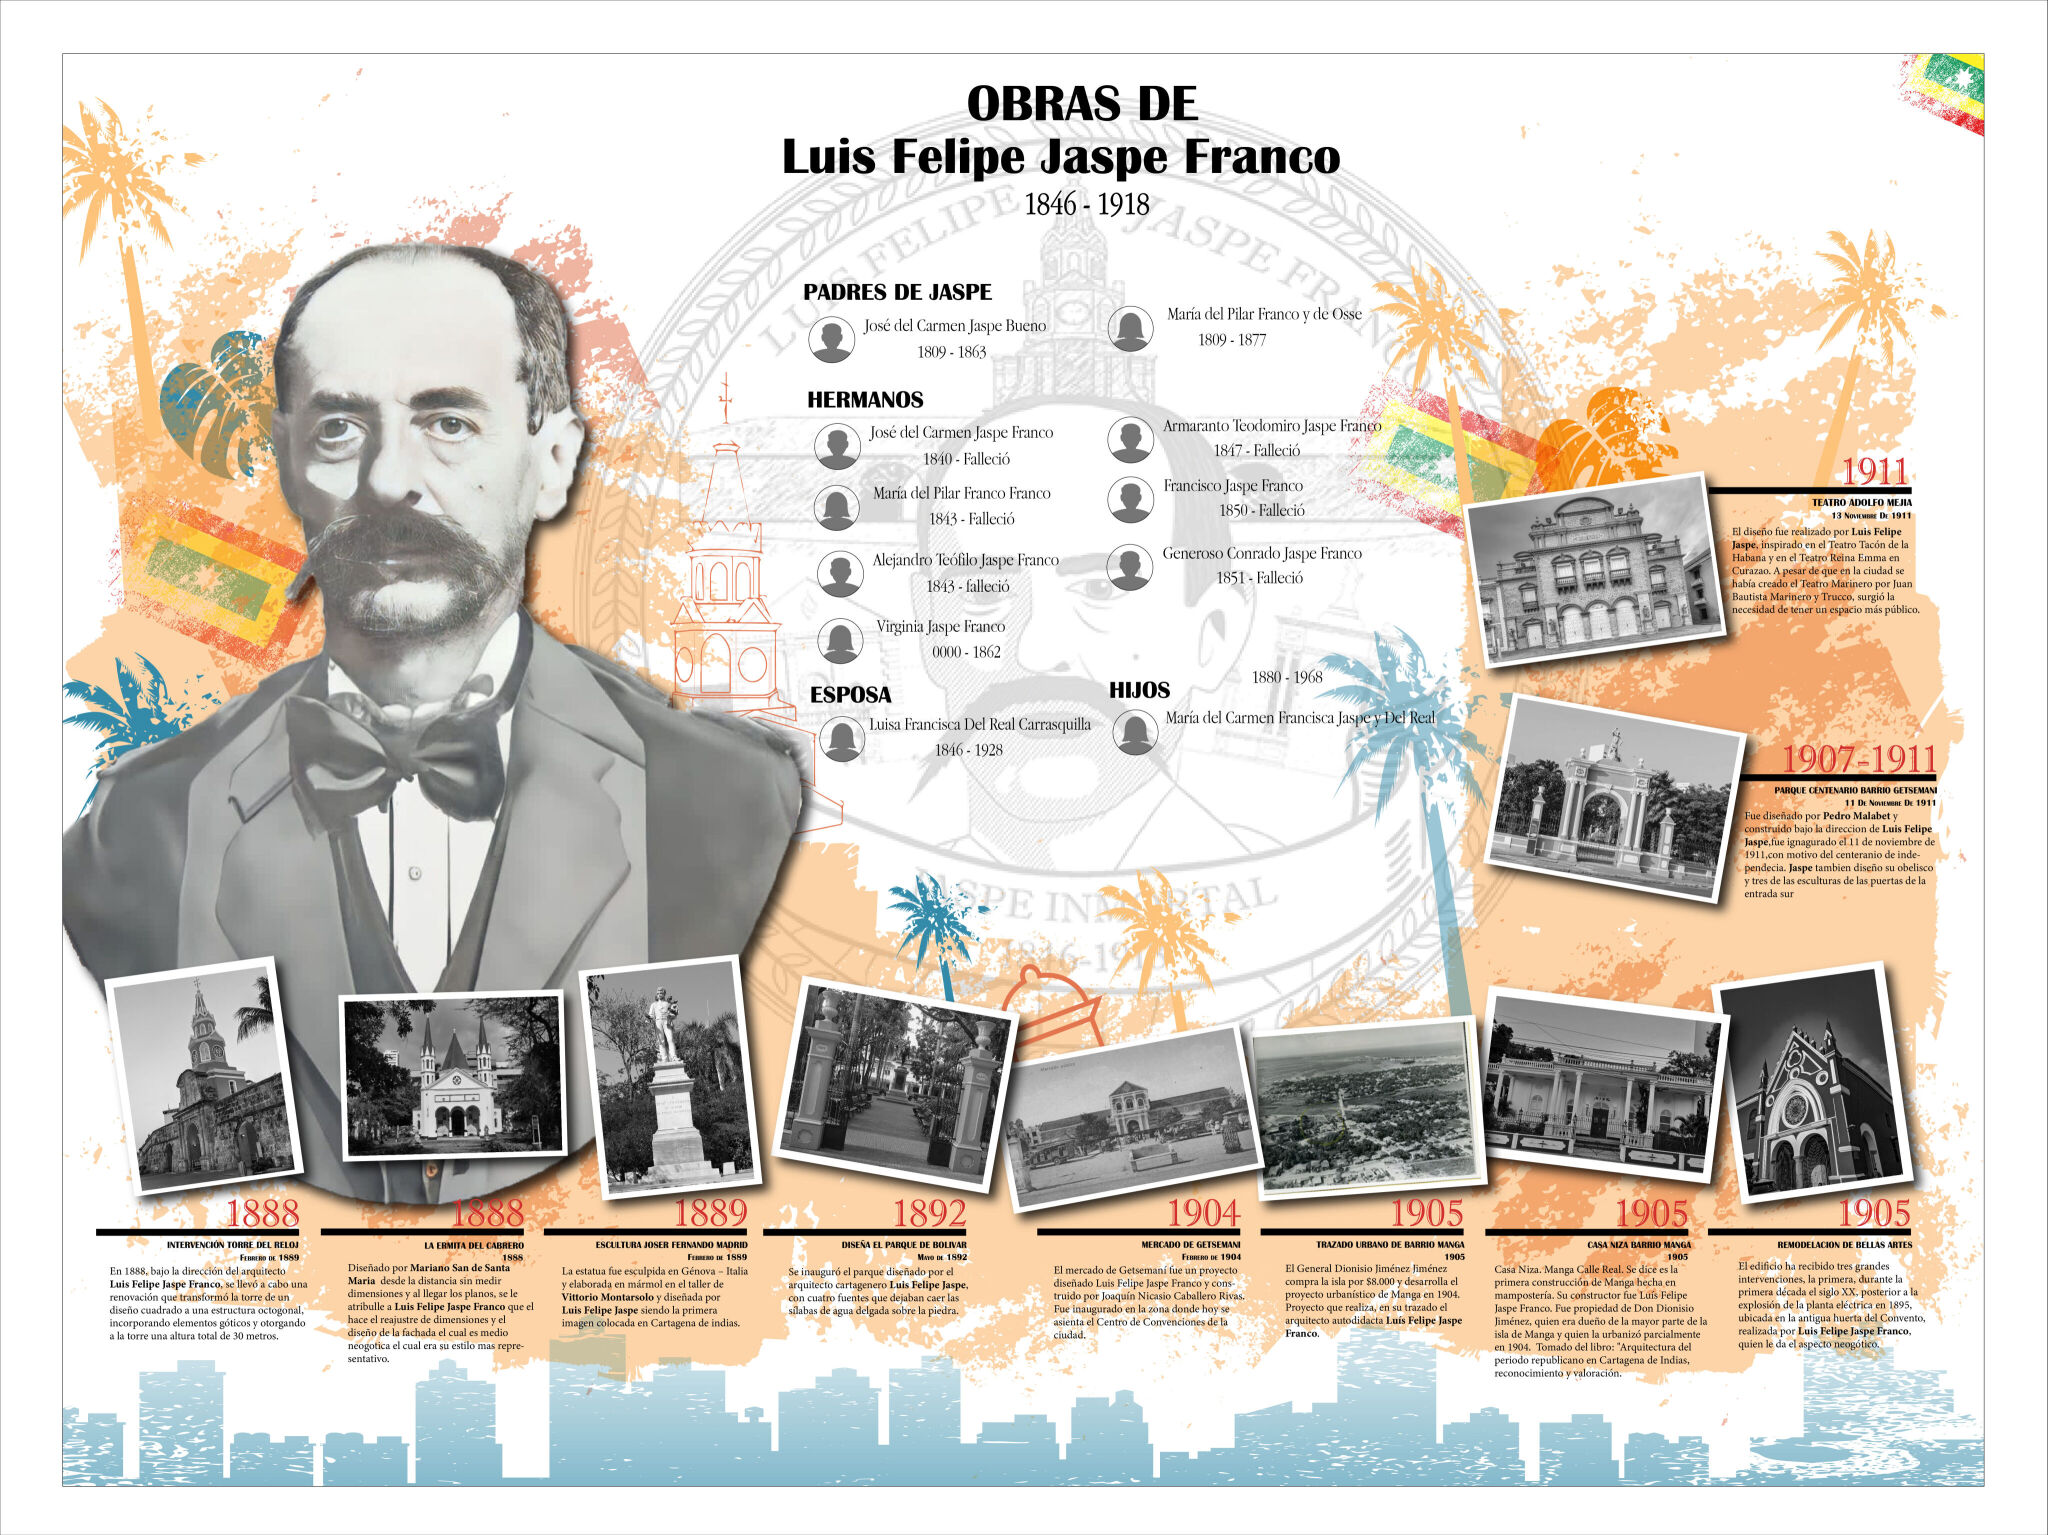 OBRAS DE
Luis Felipe Jaspe Franco
1846 - 1918
LUIS FELIPE JASPE FRANCO
PADRES DE JASPE
José del Carmen Jaspe Bueno
1809 - 1863
María del Pilar Franco y de Osse
1809 - 1877
HERMANOS
José del Carmen Jaspe Franco
1840 - Falleció
María del Pilar Franco Franco
1843 - Falleció
Alejandro Teófilo Jaspe Franco
1843 - falleció
Virginia Jaspe Franco
0000 - 1862
Armaranto Teodomiro Jaspe Franco
1847 - Falleció
Francisco Jaspe Franco
1850 - Falleció
Generoso Conrado Jaspe Franco
1851 - Falleció
ESPOSA
Luisa Francisca Del Real Carrasquilla
1846 - 1928
HIJOS
1880 - 1968
María del Carmen Francisca Jaspe y Del Real
JASPE INMORTAL
1846-1918
1911
TEATRO ADOLFO MEJIA
13 Noviembre De 1911
El diseño fue realizado por Luis Felipe
Jaspe, inspirado en el Teatro Tacón de la
Habana y en el Teatro Reina Emma en
Curazao. A pesar de que en la ciudad se
había creado el Teatro Marinero por Juan
Bautista Marinero y Trucco, surgió la
necesidad de tener un espacio más público.
1907-1911
PARQUE CENTENARIO BARRIO GETSEMANI
11 De Noviembre De 1911
Fue diseñado por Pedro Malabet y
construido bajo la direccion de Luis Felipe
Jaspe,fue ignagurado el 11 de noviembre de
1911,con motivo del centeranio de inde-
pendecia. Jaspe tambien diseño su obelisco
y tres de las esculturas de las puertas de la
entrada sur
1888
INTERVENCIÓN TORRE DEL RELOJ
Febrero de 1889
En 1888, bajo la dirección del arquitecto
Luis Felipe Jaspe Franco, se llevó a cabo una
renovación que transformó la torre de un
diseño cuadrado a una estructura octogonal,
incorporando elementos góticos y otorgando
a la torre una altura total de 30 metros.
1888
LA ERMITA DEL CABRERO
1888
Diseñado por Mariano San de Santa
Maria desde la distancia sin medir
dimensiones y al llegar los planos, se le
atribulle a Luis Felipe Jaspe Franco que el
hace el reajustre de dimensiones y el
diseño de la fachada el cual es medio
neogotica el cual era su estilo mas repre-
sentativo.
1889
ESCULTURA JOSER FERNANDO MADRID
Febrero de 1889
La estatua fue esculpida en Génova – Italia
y elaborada en mármol en el taller de
Vittorio Montarsolo y diseñada por
Luis Felipe Jaspe siendo la primera
imagen colocada en Cartagena de indias.
1892
DISEÑA EL PARQUE DE BOLIVAR
Mayo de 1892
Se inauguró el parque diseñado por el
arquitecto cartagenero Luis Felipe Jaspe,
con cuatro fuentes que dejaban caer las
sílabas de agua delgada sobre la piedra.
1904
MERCADO DE GETSEMANI
Febrero de 1904
El mercado de Getsemaní fue un proyecto
diseñado Luis Felipe Jaspe Franco y cons-
truido por Joaquín Nicasio Caballero Rivas.
Fue inaugurado en la zona donde hoy se
asienta el Centro de Convenciones de la
ciudad.
1905
TRAZADO URBANO DE BARRIO MANGA
1905
El General Dionisio Jiménez Jiménez
compra la isla por $8.000 y desarrolla el
proyecto urbanístico de Manga en 1904.
Proyecto que realiza, en su trazado el
arquitecto autodidacta Luís Felipe Jaspe
Franco.
1905
CASA NIZA BARRIO MANGA
1905
Casa Niza. Manga Calle Real. Se dice es la
primera construcción de Manga hecha en
mampostería. Su constructor fue Luís Felipe
Jaspe Franco. Fue propiedad de Don Dionisio
Jiménez, quien era dueño de la mayor parte de la
isla de Manga y quien la urbanizó parcialmente
en 1904. Tomado del libro: "Arquitectura del
periodo republicano en Cartagena de Indias,
reconocimiento y valoración.
1905
REMODELACION DE BELLAS ARTES
El edificio ha recibido tres grandes
intervenciones, la primera, durante la
primera década el siglo XX, posterior a la
explosión de la planta eléctrica en 1895,
ubicada en la antigua huerta del Convento,
realizada por Luis Felipe Jaspe Franco,
quien le da el aspecto neogótico.